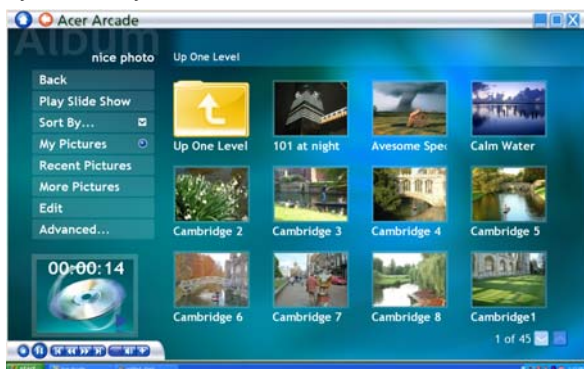 Acer Arcade
Album
nice photo
Up One Level
Back
Play Slide Show
Sort By...
My Pictures
Recent Pictures
More Pictures
Edit
Advanced...
00:00:14
Up One Level
101 at night
Avesome Spec
Calm Water
Cambridge 2
Cambridge 3
Cambridge 4
Cambridge 5
Cambridge 6
Cambridge 7
Cambridge 8
Cambridge1
1 of 45